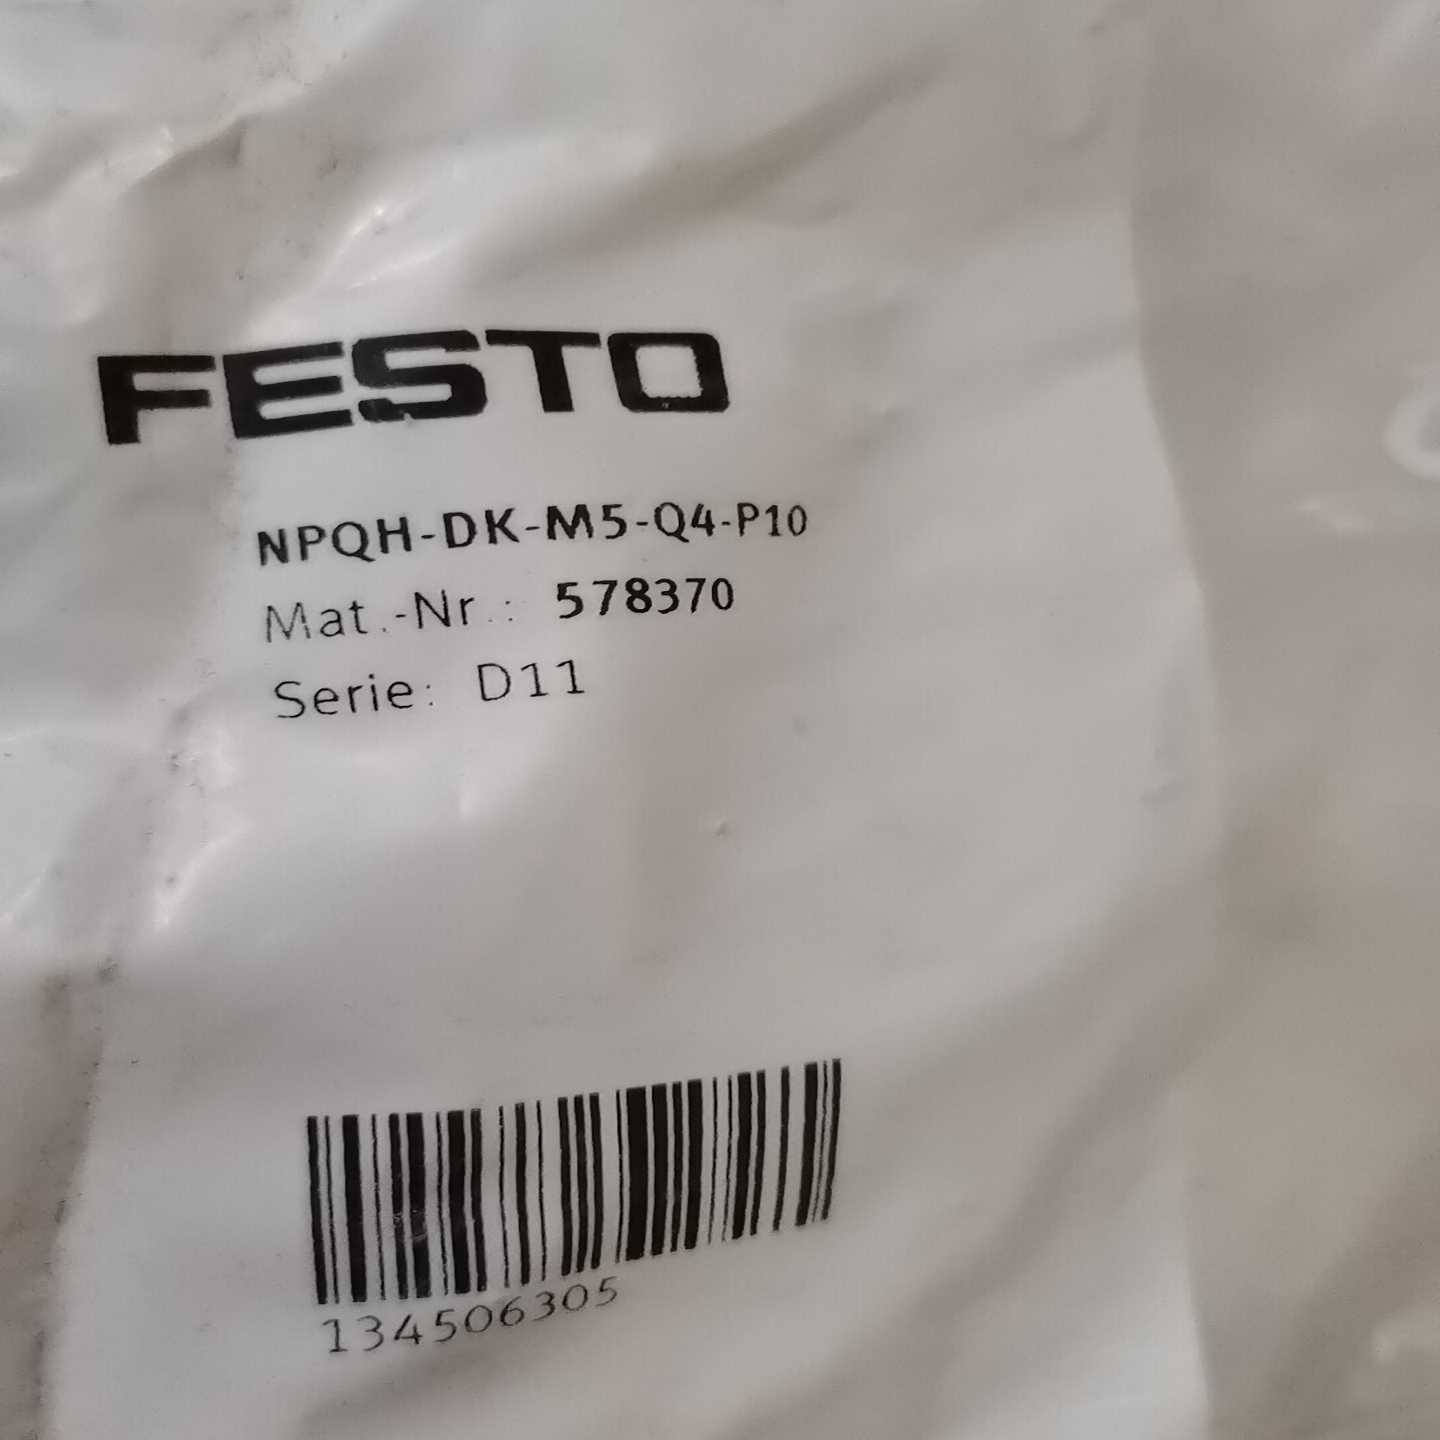 FESTO
NPQH-DK-M5-Q4-P10
Mat.-Nr.: 578370
Serie: D11
134506305